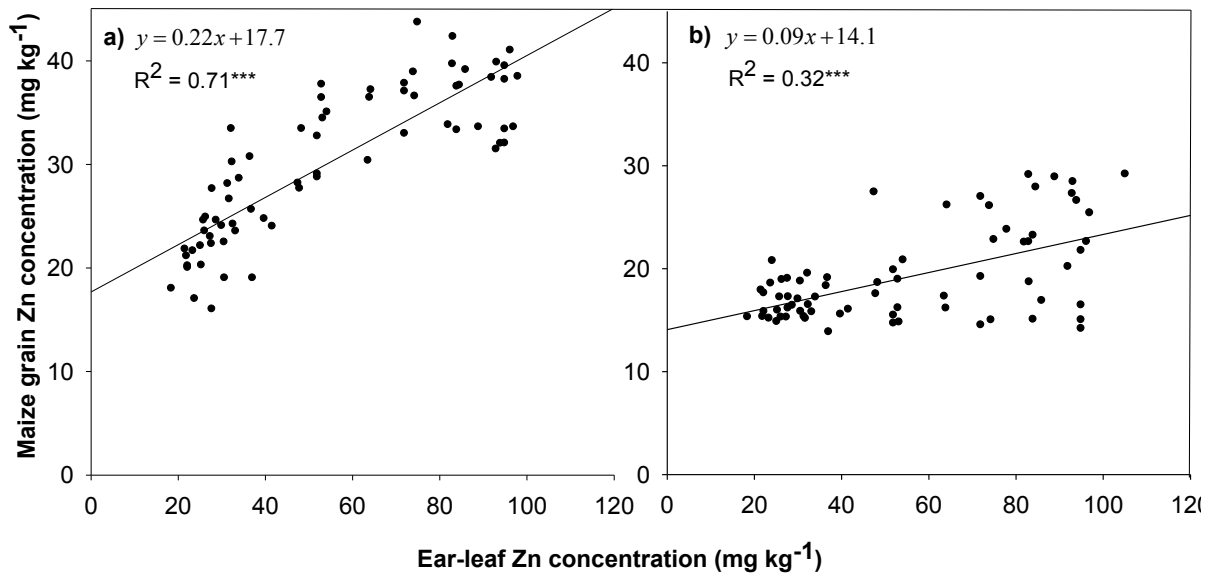 a) y = 0.22x+17.7
R² = 0.71***
b) y = 0.09x+14.1
R² = 0.32***
Maize grain Zn concentration (mg kg⁻¹)
40
30
20
10
0
40
30
20
10
0
0 20 40 60 80 100 120
0 20 40 60 80 100 120
Ear-leaf Zn concentration (mg kg⁻¹)